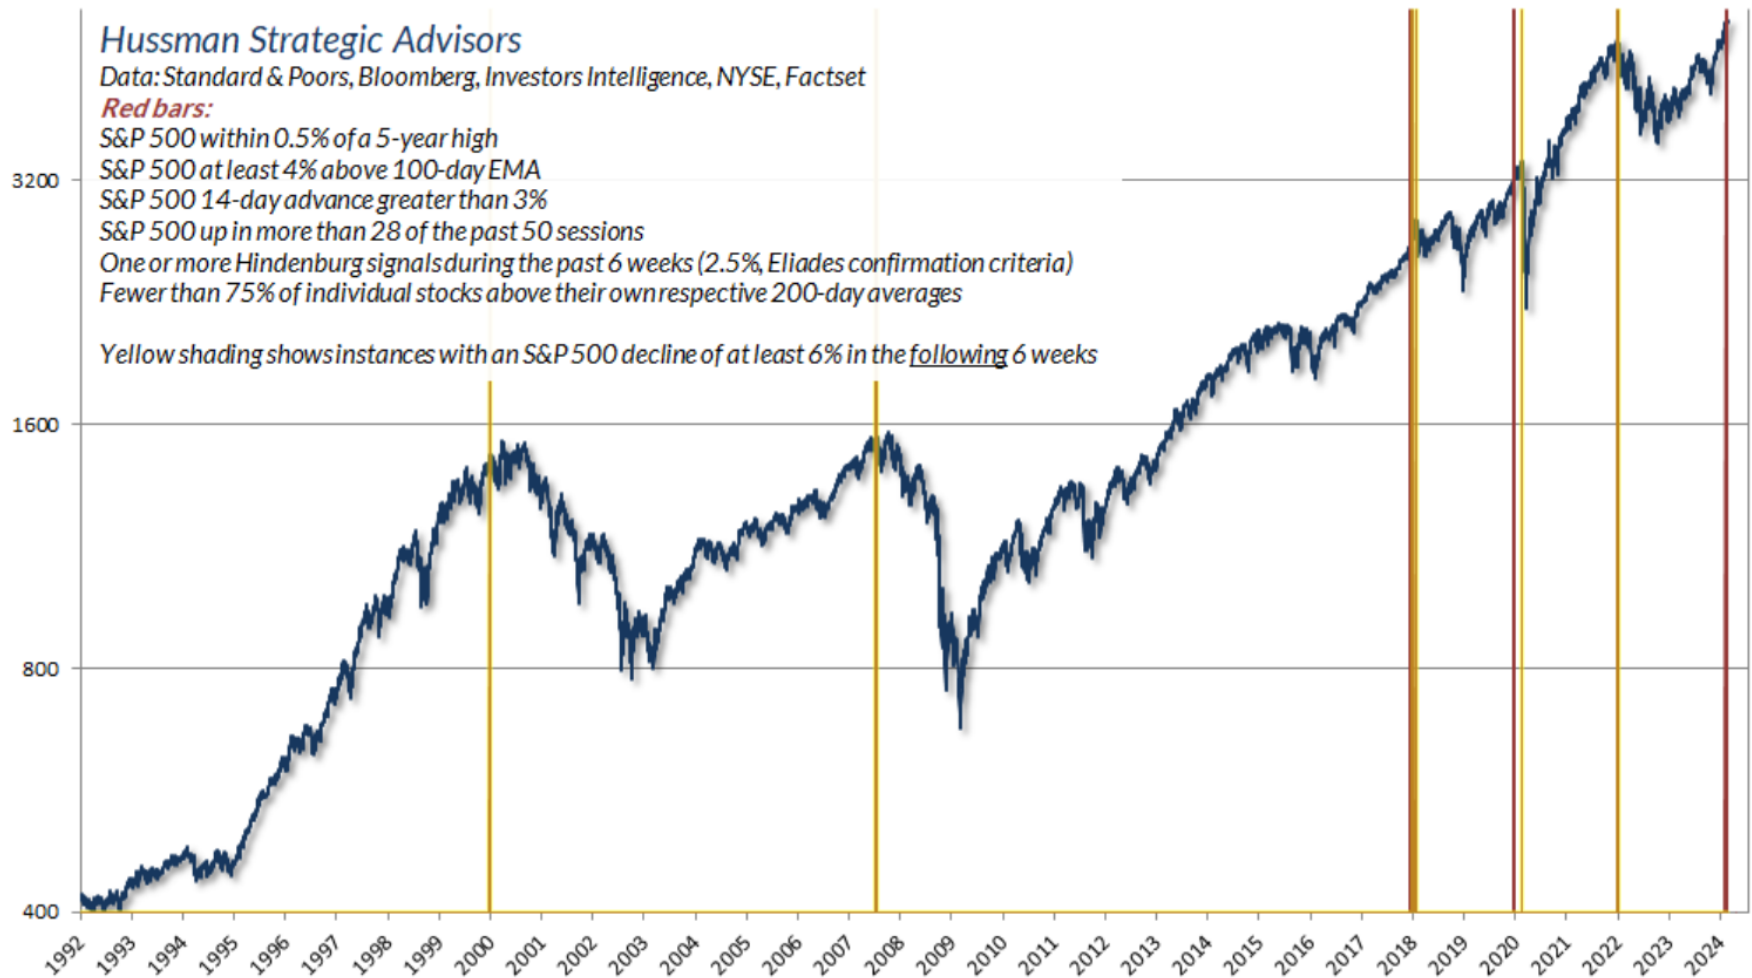 Hussman Strategic Advisors
Data: Standard & Poors, Bloomberg, Investors Intelligence, NYSE, Factset
Red bars:
S&P 500 within 0.5% of a 5-year high
S&P 500 at least 4% above 100-day EMA
S&P 500 14-day advance greater than 3%
S&P 500 up in more than 28 of the past 50 sessions
One or more Hindenburg signals during the past 6 weeks (2.5%, Eliades confirmation criteria)
Fewer than 75% of individual stocks above their own respective 200-day averages
Yellow shading shows instances with an S&P 500 decline of at least 6% in the following 6 weeks
3200
1600
800
400
1992 1993 1994 1995 1996 1997 1998 1999 2000 2001 2002 2003 2004 2005 2006 2007 2008 2009 2010 2011 2012 2013 2014 2015 2016 2017 2018 2019 2020 2021 2022 2023 2024